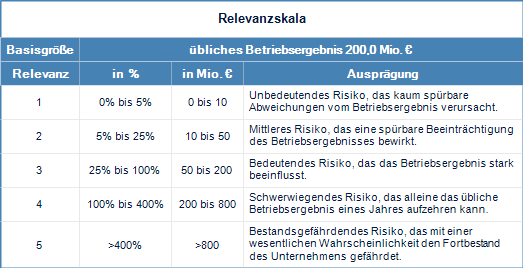 Relevanzskala
Basisgröße übliches Betriebsergebnis 200,0 Mio. €
Relevanz in % in Mio. € Ausprägung
1 0% bis 5% 0 bis 10 Unbedeutendes Risiko, das kaum spürbare
Abweichungen vom Betriebsergebnis verursacht.
2 5% bis 25% 10 bis 50 Mittleres Risiko, das eine spürbare Beeinträchtigung
des Betriebsergebnisses bewirkt.
3 25% bis 100% 50 bis 200 Bedeutendes Risiko, das das Betriebsergebnis stark
beeinflusst.
4 100% bis 400% 200 bis 800 Schwerwiegendes Risiko, das alleine das übliche
Betriebsergebnis eines Jahres aufzehren kann.
5 >400% >800 Bestandsgefährdendes Risiko, das mit einer
wesentlichen Wahrscheinlichkeit den Fortbestand
des Unternehmens gefährdet.